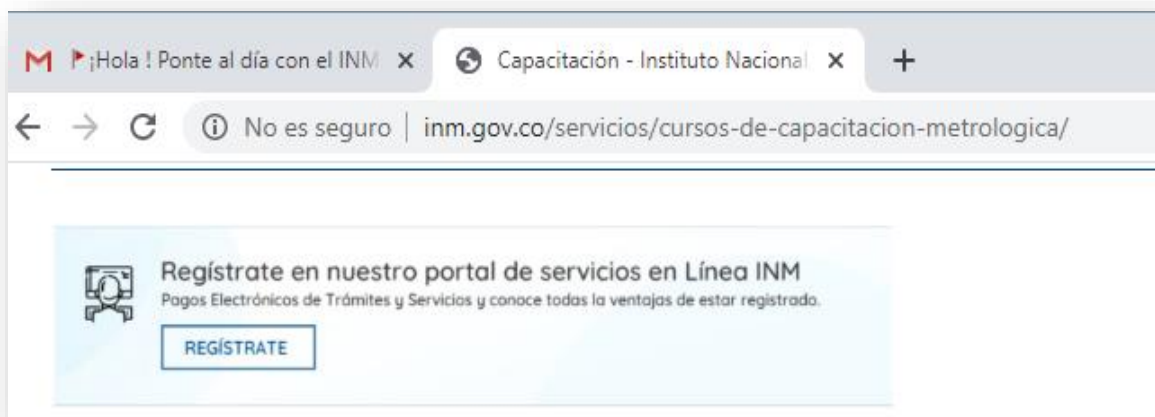 M ¡Hola ! Ponte al día con el INM
Capacitación - Instituto Nacional
No es seguro | inm.gov.co/servicios/cursos-de-capacitacion-metrologica/
Regístrate en nuestro portal de servicios en Línea INM
Pagos Electrónicos de Trámites y Servicios y conoce todas la ventajas de estar registrado.
REGÍSTRATE